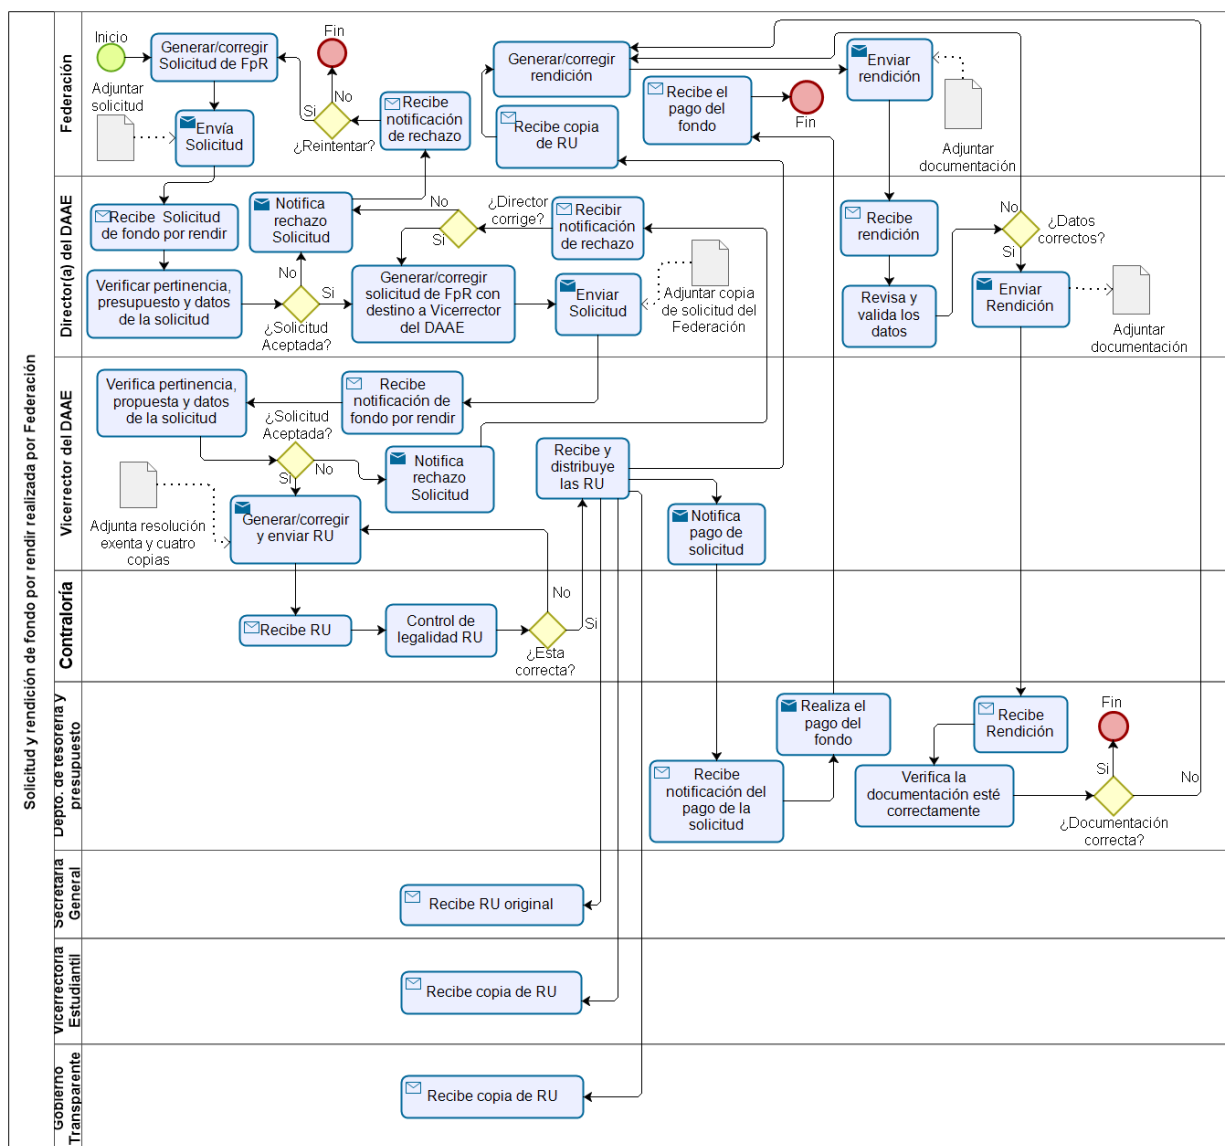 Solicitud y rendición de fondo por rendir realizada por Federación
Federación
Inicio
Generar/corregir
Solicitud de FpR
Fin
Adjuntar
solicitud
Envía
Solicitud
Si
No
¿Reintentar?
Recibe
notificación
de rechazo
Generar/corregir
rendición
Recibe copia
de RU
Recibe el
pago del
fondo
Fin
Enviar
rendición
Adjuntar
documentación
Director(a) del DAAE
Recibe Solicitud
de fondo por rendir
Notifica
rechazo
Solicitud
No
¿Director
corrige?
Si
Recibir
notificación
de rechazo
Verificar pertinencia,
presupuesto y datos
de la solicitud
No
Si
¿Solicitud
Aceptada?
Generar/corregir
solicitud de FpR con
destino a Vicerrector
del DAAE
Enviar
Solicitud
Adjuntar copia
de solicitud del
Federación
Recibe
rendición
Revisa y
valida los
datos
No
¿Datos
correctos?
Si
Enviar
Rendición
Adjuntar
documentación
Vicerrector del DAAE
Verifica pertinencia,
propuesta y datos
de la solicitud
Recibe
notificación de
fondo por rendir
¿Solicitud
Aceptada?
No
Si
Notifica
rechazo
Solicitud
Recibe y
distribuye
las RU
Adjunta resolución
exenta y cuatro
copias
Generar/corregir
y enviar RU
Notifica
pago de
solicitud
Contraloría
Recibe RU
Control de
legalidad RU
No
Si
¿Esta
correcta?
Depto. de tesorería y
presupuesto
Recibe
notificación del
pago de la
solicitud
Realiza el
pago del
fondo
Recibe
Rendición
Verifica la
documentación esté
correctamente
Fin
Si
No
¿Documentación
correcta?
Secretaría
General
Recibe RU original
Vicerrectoría
Estudiantil
Recibe copia de RU
Gobierno
Transparente
Recibe copia de RU